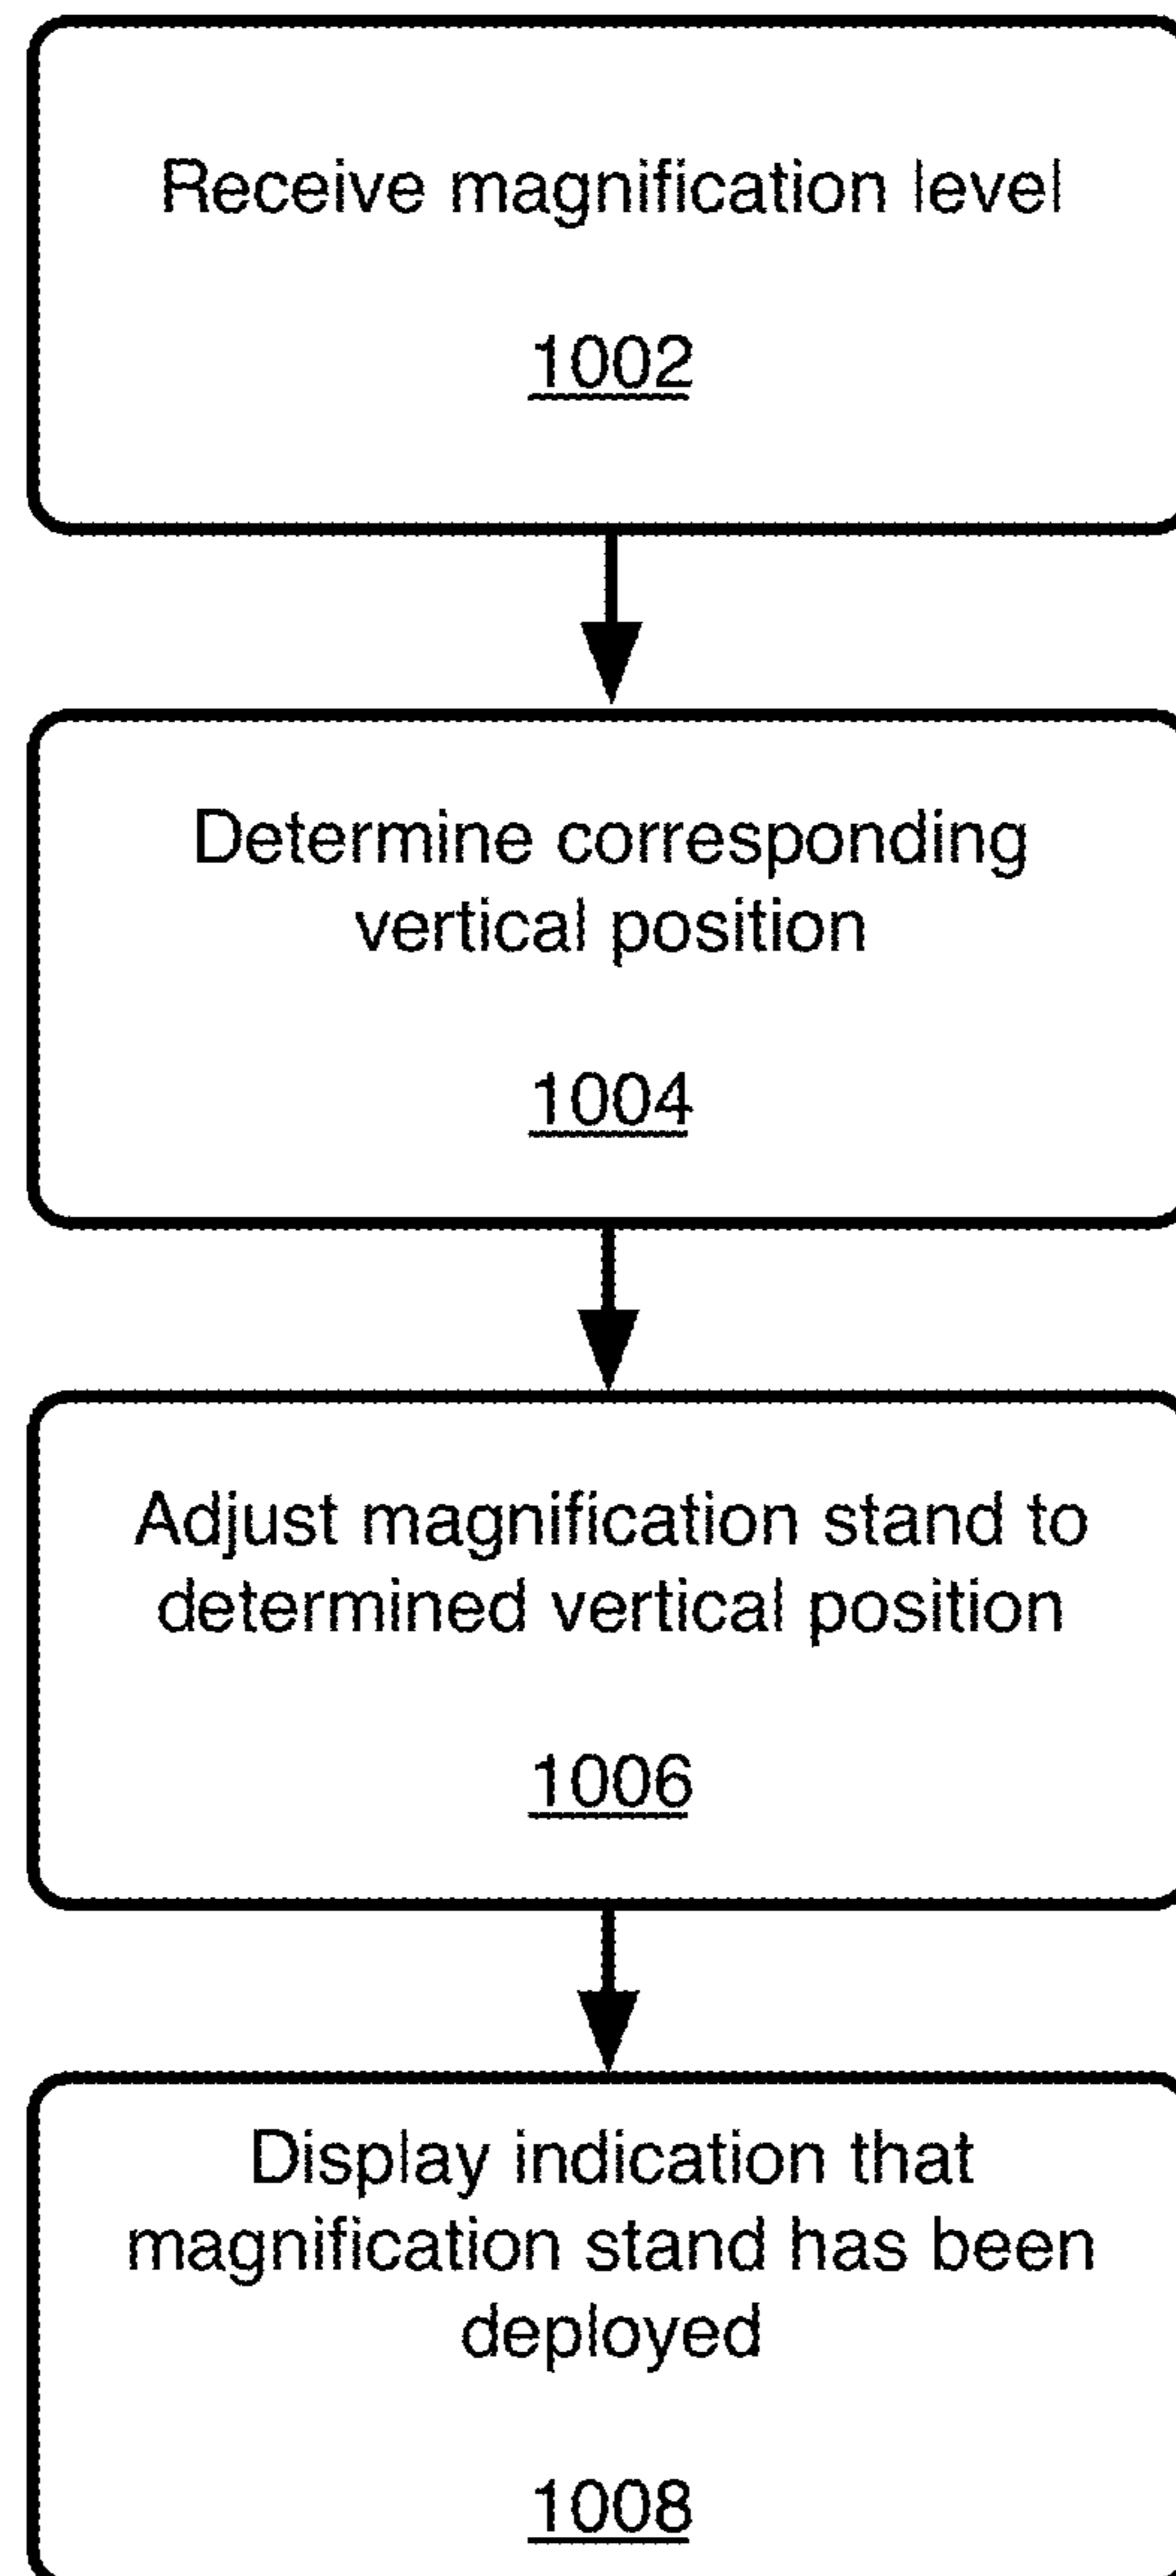 Receive magnification level
1002
Determine corresponding
vertical position
1004
Adjust magnification stand to
determined vertical position
1006
Display indication that
magnification stand has been
deployed
1008